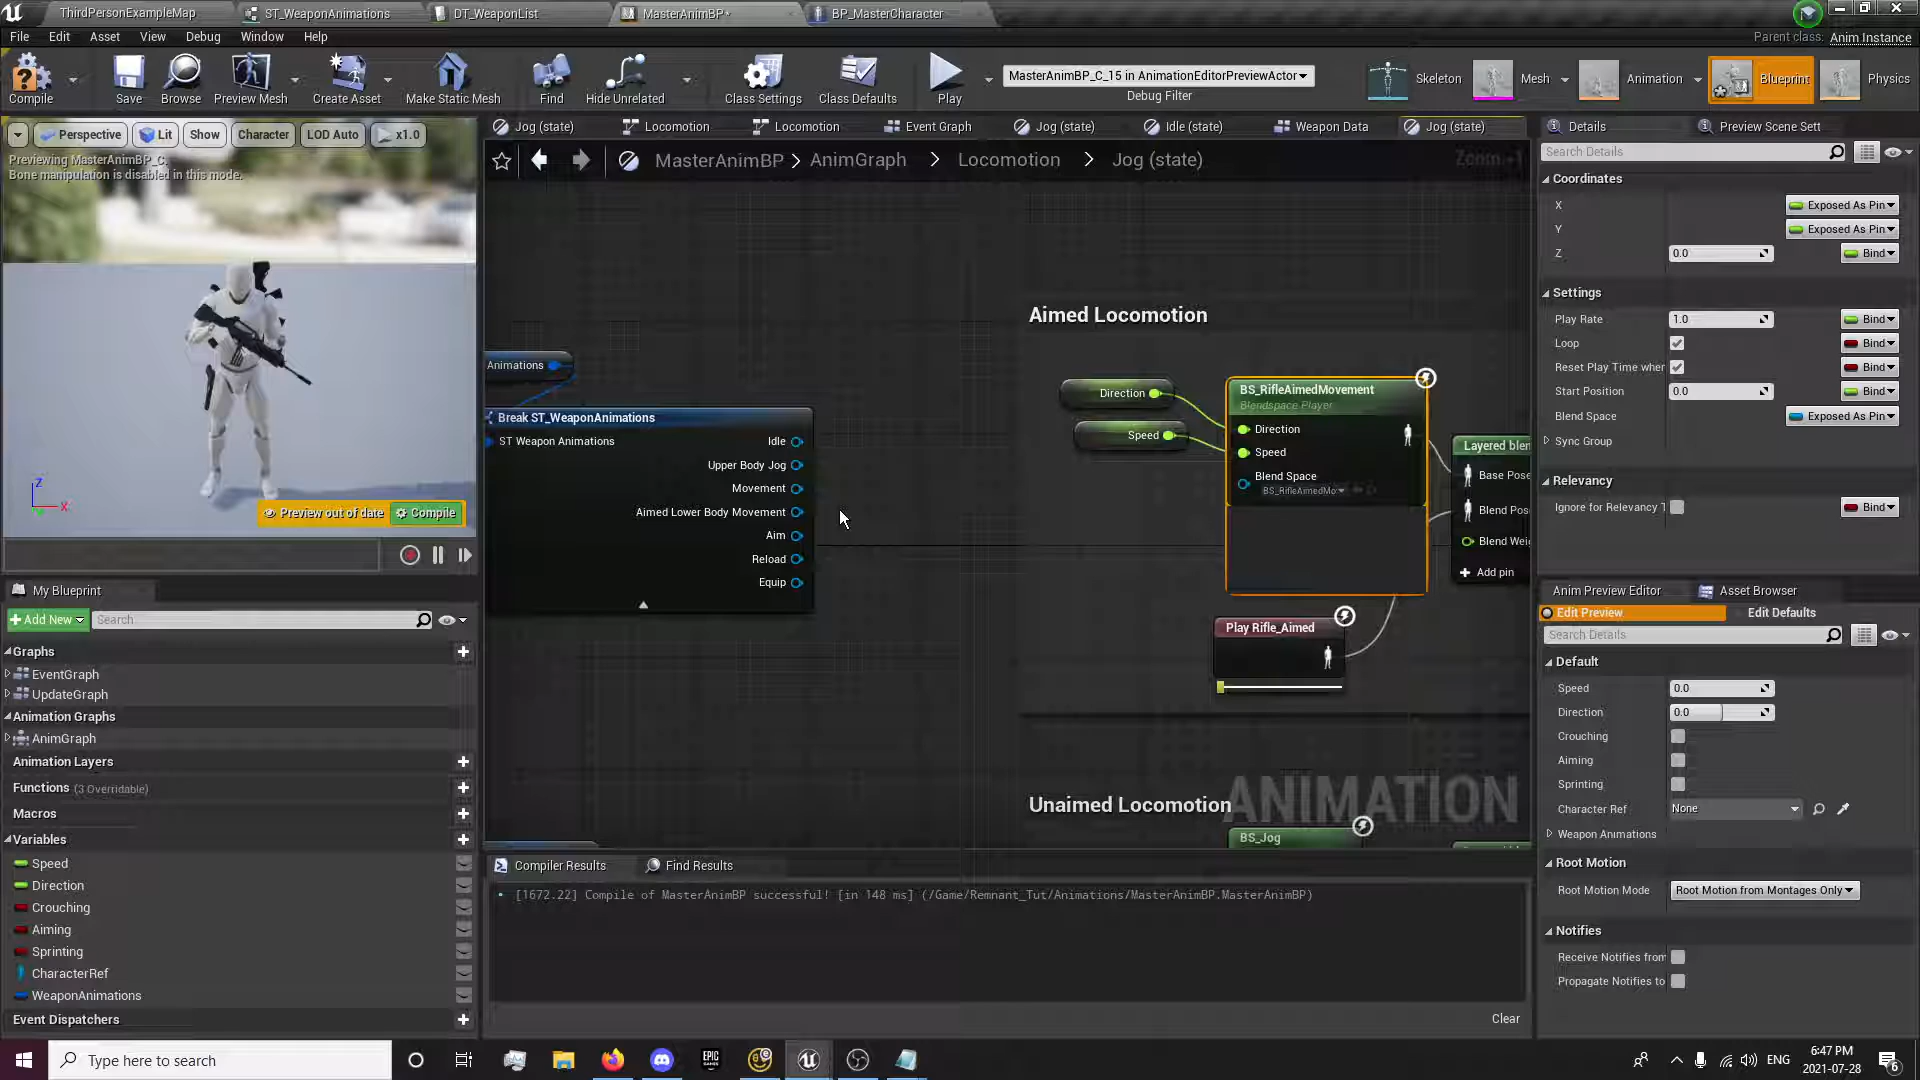 ThirdPersonExampleMap
ST_WeaponAnimations
DT_WeaponList
MasterAnimBP*
BP_MasterCharacter
File Edit Asset View Debug Window Help
Parent class: Anim Instance
Compile
Save
Browse
Preview Mesh
Create Asset
Make Static Mesh
Find
Hide Unrelated
Class Settings
Class Defaults
Play
MasterAnimBP_C_15 in AnimationEditorPreviewActor
Debug Filter
Skeleton
Mesh
Animation
Blueprint
Physics
Perspective Lit Show Character LOD Auto x1.0
Previewing MasterAnimBP_C.
Bone manipulation is disabled in this mode.
Z
X
Preview out of date Compile
Jog (state) Locomotion Locomotion Event Graph Jog (state) Idle (state) Weapon Data Jog (state)
MasterAnimBP > AnimGraph > Locomotion > Jog (state)
Zoom -1
Animations
Break ST_WeaponAnimations
ST Weapon Animations
Idle
Upper Body Jog
Movement
Aimed Lower Body Movement
Aim
Reload
Equip
Aimed Locomotion
Direction
Speed
BS_RifleAimedMovement
Blendspace Player
Direction
Speed
Blend Space
BS_RifleAimedMo
Layered blen
Base Pose
Blend Pos
Blend Wei
Add pin
Play Rifle_Aimed
Unaimed Locomotion
ANIMATION
BS_Jog
My Blueprint
Add New
Search
Graphs
EventGraph
UpdateGraph
Animation Graphs
AnimGraph
Animation Layers
Functions (3 Overridable)
Macros
Variables
Speed
Direction
Crouching
Aiming
Sprinting
CharacterRef
WeaponAnimations
Event Dispatchers
Compiler Results
Find Results
[1672.22] Compile of MasterAnimBP successful! [in 148 ms] (/Game/Remnant_Tut/Animations/MasterAnimBP.MasterAnimBP)
Clear
Details
Preview Scene Sett
Search Details
Coordinates
X Exposed As Pin
Y Exposed As Pin
Z 0.0 Bind
Settings
Play Rate 1.0 Bind
Loop Bind
Reset Play Time wher Bind
Start Position 0.0 Bind
Blend Space Exposed As Pin
Sync Group
Relevancy
Ignore for Relevancy T Bind
Anim Preview Editor
Asset Browser
Edit Preview
Edit Defaults
Search Details
Default
Speed 0.0
Direction 0.0
Crouching
Aiming
Sprinting
Character Ref None
Weapon Animations
Root Motion
Root Motion Mode Root Motion from Montages Only
Notifies
Receive Notifies from
Propagate Notifies to
Type here to search
EPIC
ENG
6:47 PM
2021-07-28
6